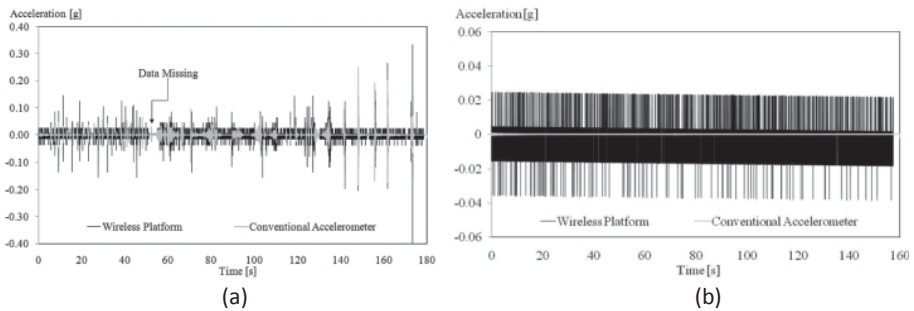 Acceleration [g]
0.40
0.30
0.20
0.10
0.00
-0.10
-0.20
-0.30
-0.40
Data Missing
Wireless Platform
Conventional Accelerometer
0 20 40 60 80 100 120 140 160 180
Time [s]
(a)
Acceleration[g]
0.06
0.04
0.02
0
-0.02
-0.04
-0.06
Wireless Platform
Conventional Accelerometer
0 20 40 60 80 100 120 140 160
Time [s]
(b)